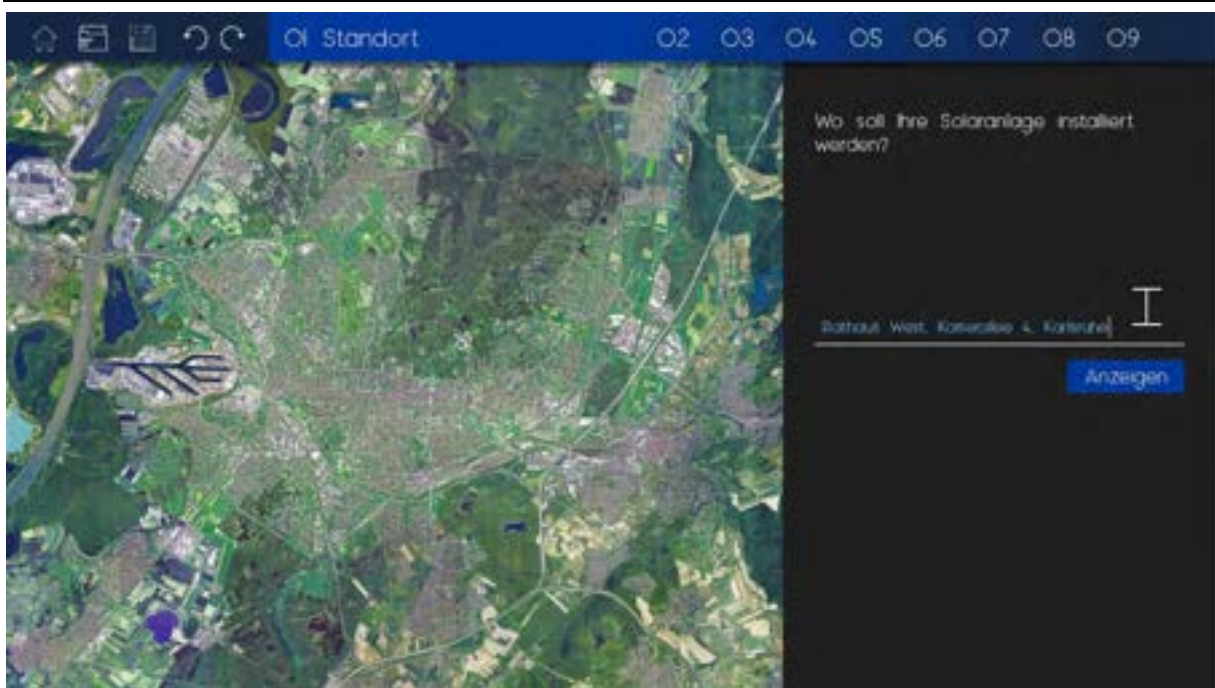 01 Standort
02 03 04 05 06 07 08 09
Wo soll Ihre Solaranlage installiert
werden?
Rathaus West, Kaiserallee 4, Karlsruhe
Anzeigen